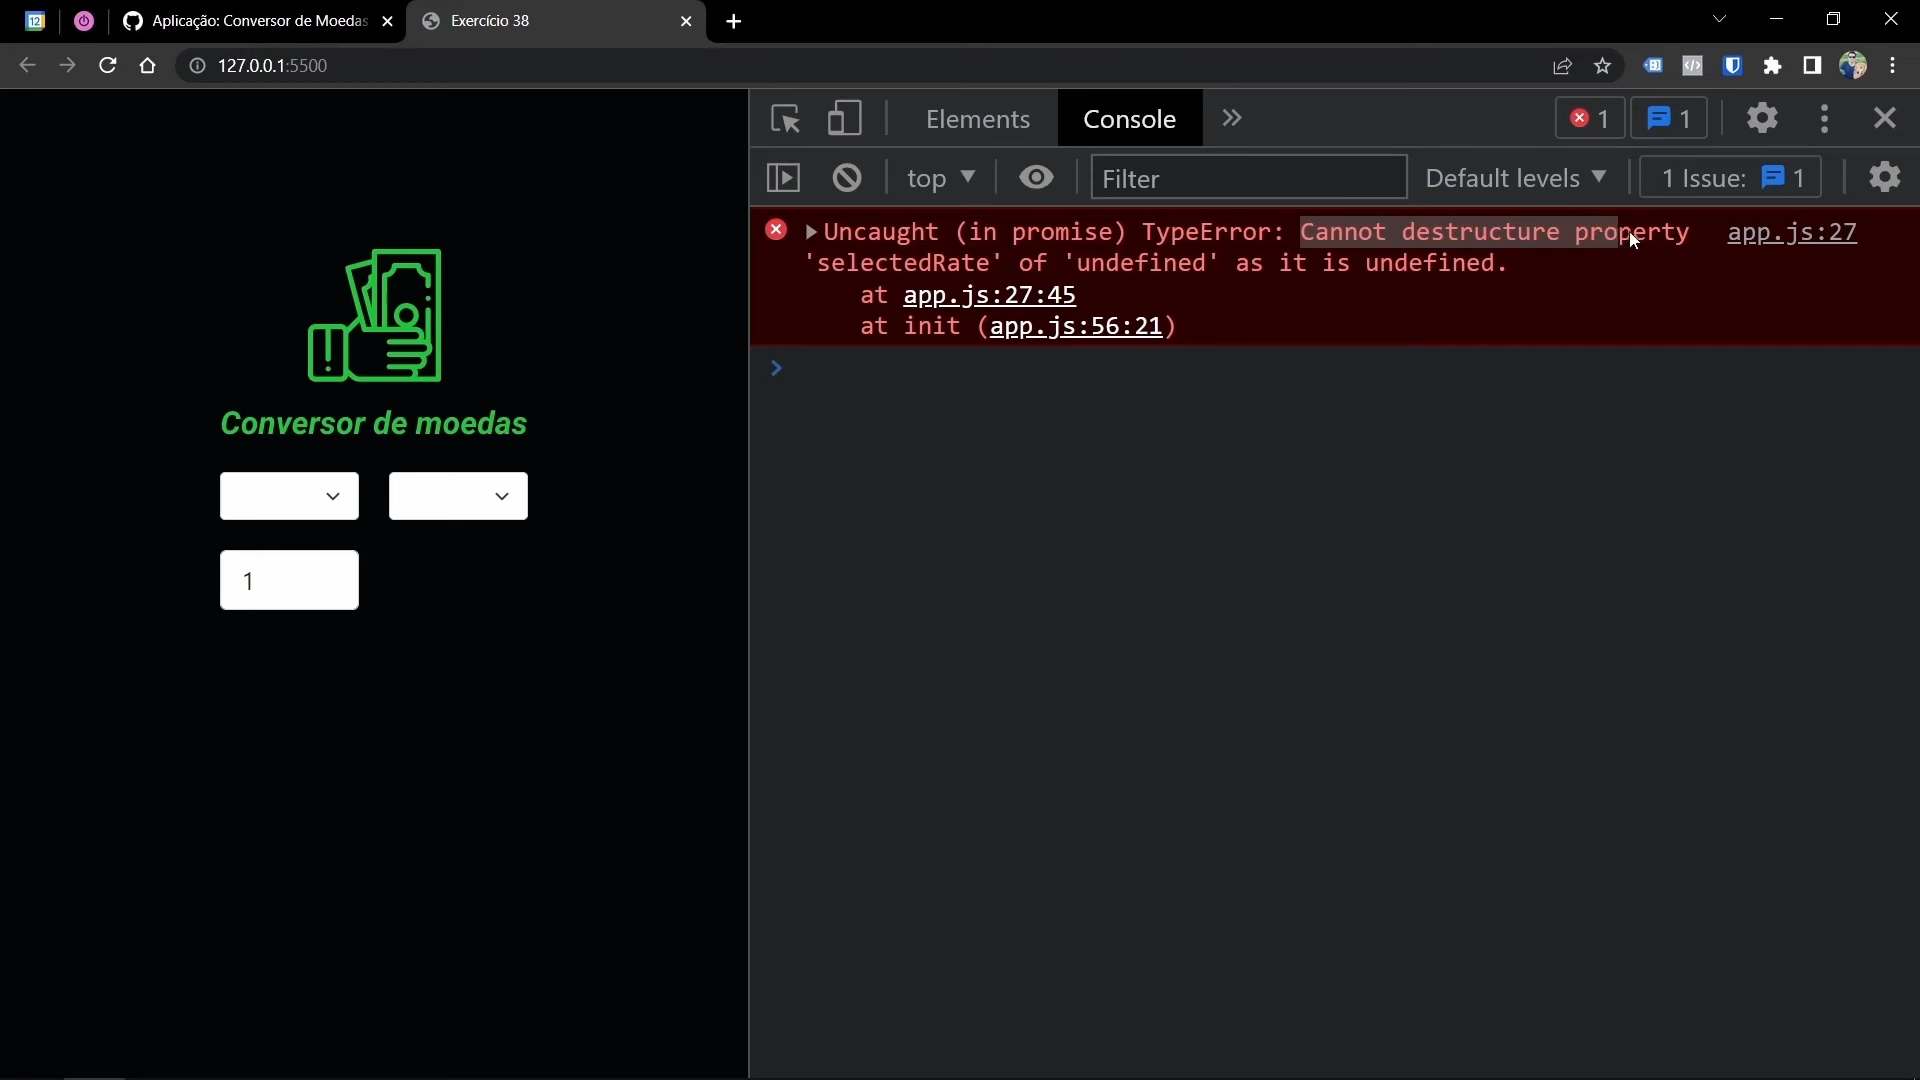 12
Aplicação: Conversor de Moedas
Exercício 38
127.0.0.1:5500
Elements
Console
1
1
top
Filter
Default levels
1 Issue:
1
Uncaught (in promise) TypeError: Cannot destructure property
app.js:27
'selectedRate' of 'undefined' as it is undefined.
at app.js:27:45
at init (app.js:56:21)
Conversor de moedas
1